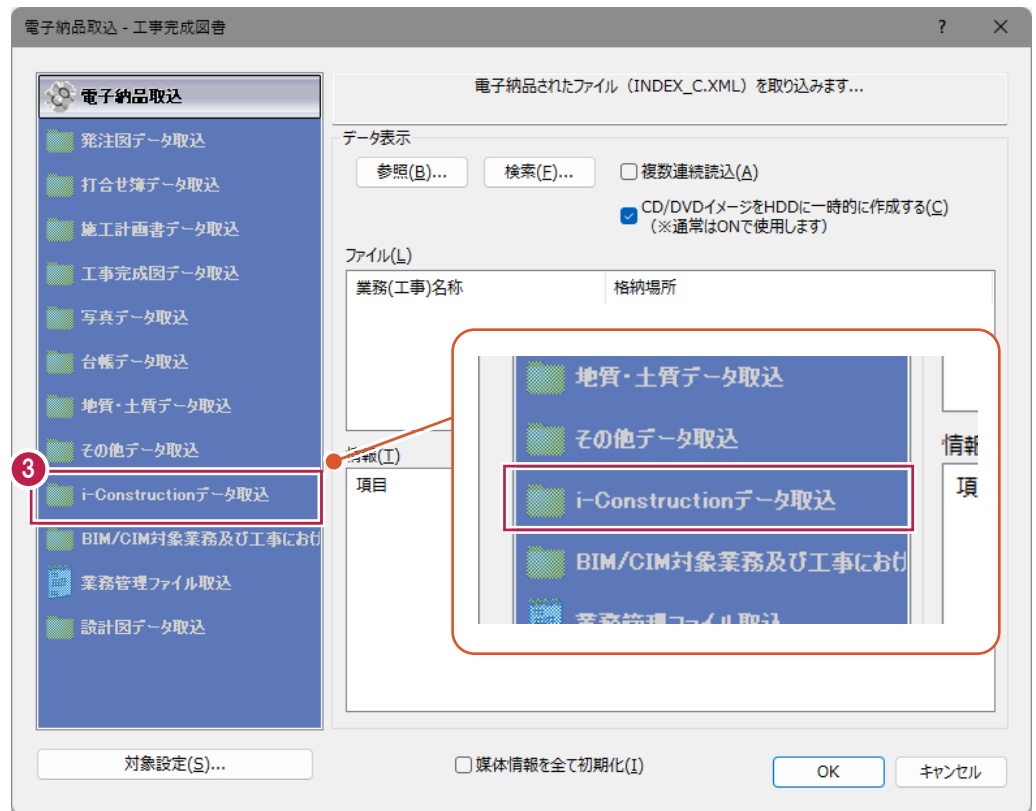 電子納品取込 - 工事完成図書
電子納品取込
発注図データ取込
打合せ簿データ取込
施工計画書データ取込
工事完成図データ取込
写真データ取込
台帳データ取込
地質・土質データ取込
その他データ取込
3
i-Constructionデータ取込
BIM/CIM対象業務及び工事におけ
業務管理ファイル取込
設計図データ取込
対象設定(S)...
電子納品されたファイル（INDEX_C.XML）を取り込みます...
データ表示
参照(B)... 検索(F)... 複数連続読込(A)
CD/DVDイメージをHDDに一時的に作成する(C)
（※通常はONで使用します）
ファイル(L)
業務(工事)名称 格納場所
情報(T)
項目
地質・土質データ取込
その他データ取込
i-Constructionデータ取込
BIM/CIM対象業務及び工事におけ
業務管理ファイル取込
情報
項
媒体情報を全て初期化(I)
OK キャンセル